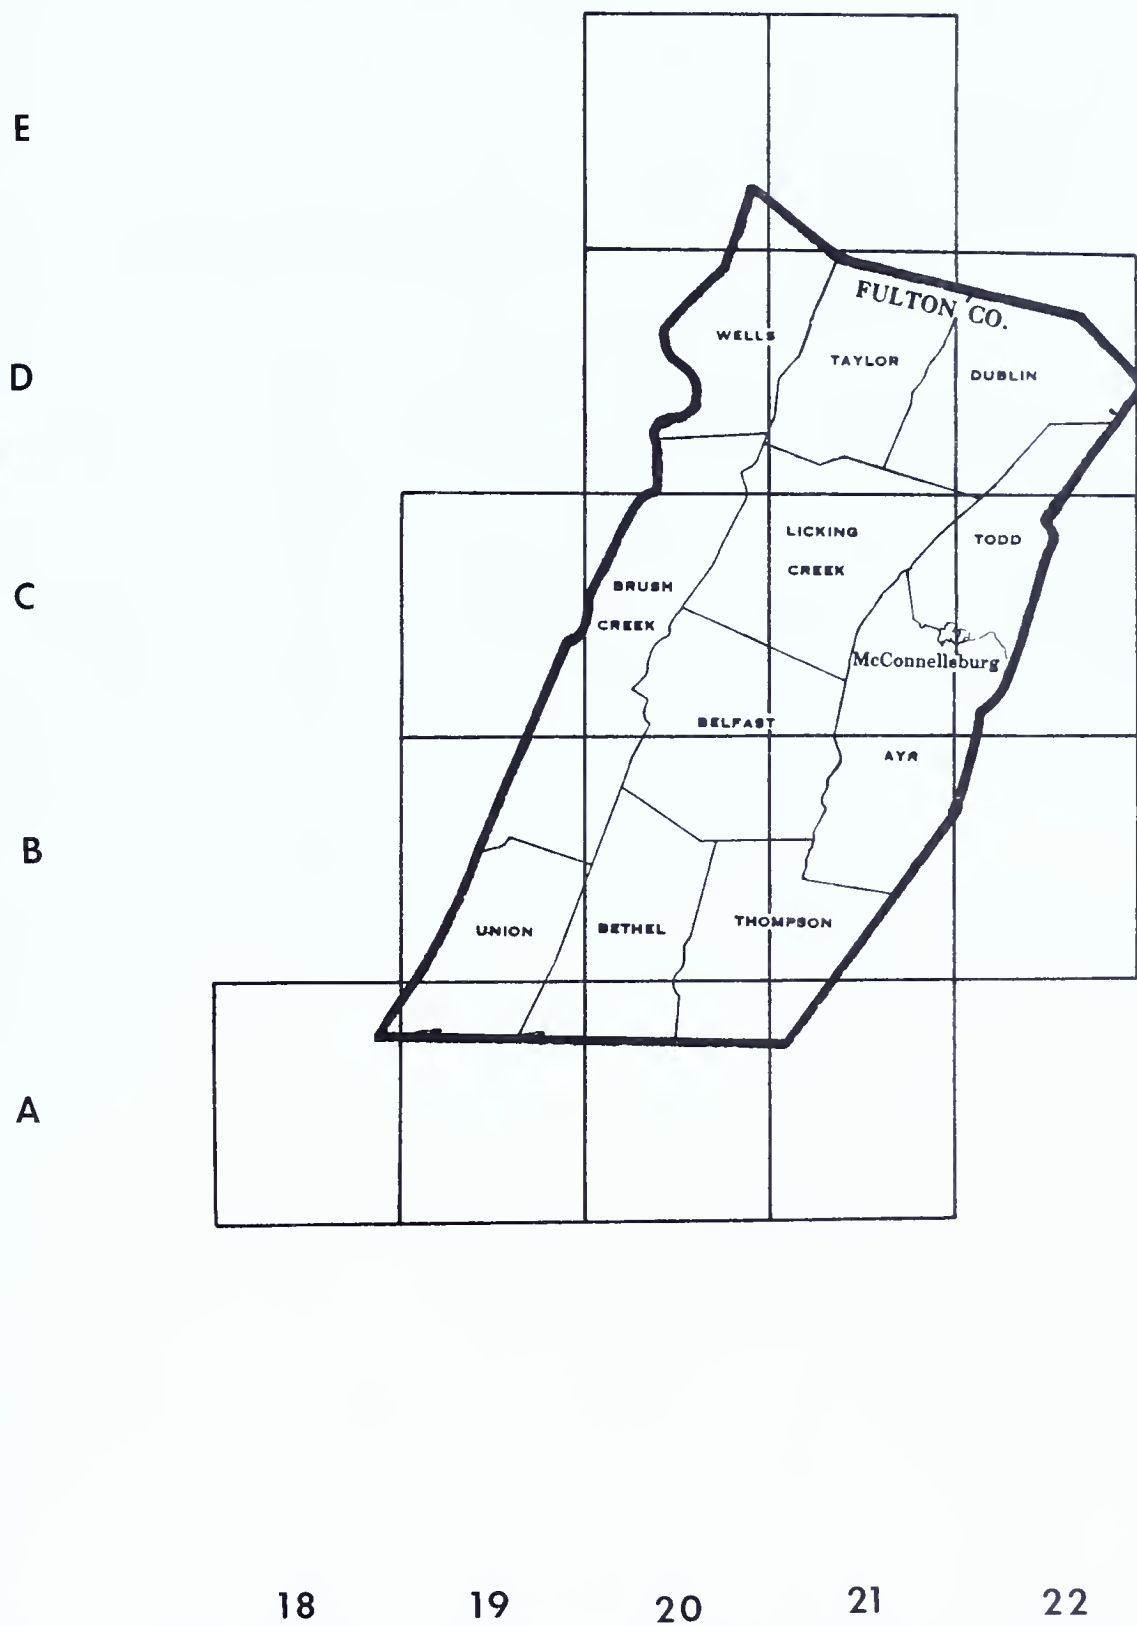 E
FULTON CO.
WELLS
TAYLOR
DUBLIN
D
LICKING
CREEK
TODD
BRUSH
CREEK
C
McConnellsburg
BELFAST
AYR
B
UNION
BETHEL
THOMPSON
A
18
19
20
21
22